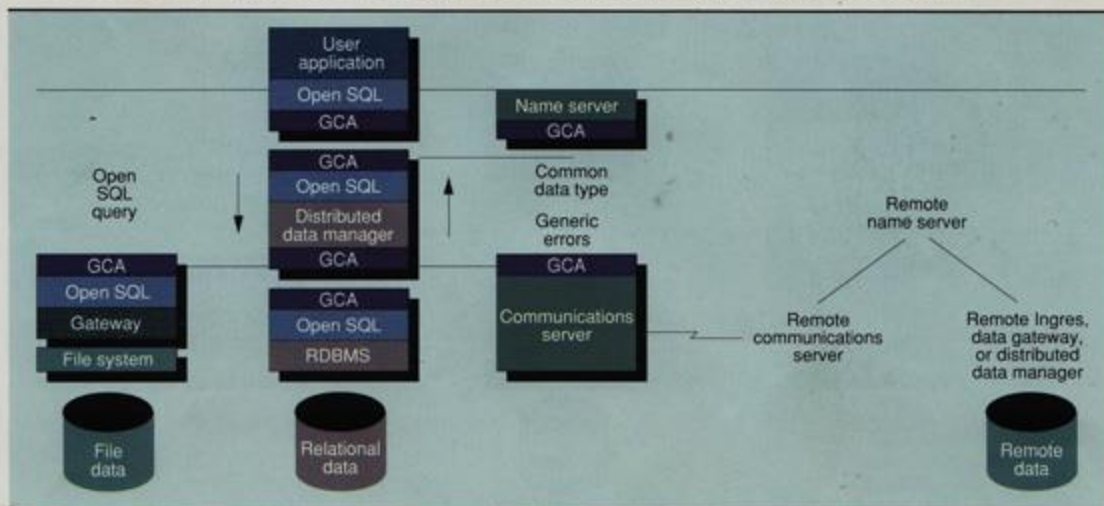 User
application
Open SQL
GCA
Name server
GCA
GCA
Open SQL
Distributed
data manager
GCA
Open
SQL
query
Common
data type
Generic
errors
Remote
name server
GCA
Open SQL
Gateway
File system
GCA
Open SQL
RDBMS
GCA
Communications
server
Remote
communications
server
Remote Ingres,
data gateway,
or distributed
data manager
File
data
Relational
data
Remote
data